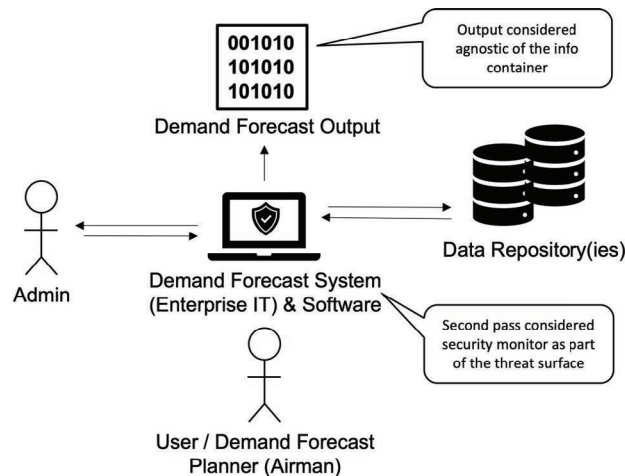 001010
101010
101010
Output considered
agnostic of the info
container
Demand Forecast Output
Admin
Data Repository(ies)
Demand Forecast System
(Enterprise IT) & Software
Second pass considered
security monitor as part
of the threat surface
User / Demand Forecast
Planner (Airman)